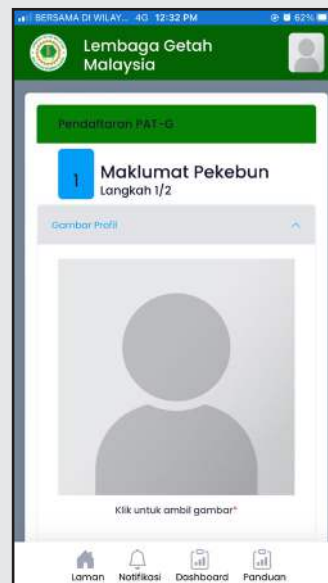 BERSAMA DI WILAY... 4G 12:32 PM 62%
Lembaga Getah
Malaysia
Pendaftaran PAT-G
1
Maklumat Pekebun
Langkah 1/2
Gambar Profil
Klik untuk ambil gambar*
Laman Notifikasi Dashboard Panduan